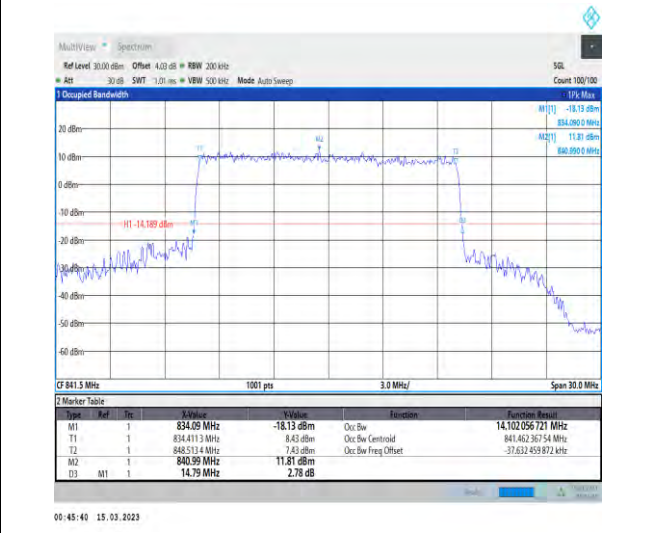 MultiView Spectrum
Ref Level 30.00 dBm Offset 4.03 dB RBW 200 kHz SGL
Att 30 dB SWT 1.01 ms VBW 500 kHz Mode Auto Sweep Count 100/100
1 Occupied Bandwidth 1Pk Max
M1[1] -18.13 dBm
834.090 0 MHz
M2[1] 11.81 dBm
840.990 0 MHz
20 dBm
M2
T1 T2
10 dBm
0 dBm
-10 dBm
H1 -14.189 dBm M1
-20 dBm
-30 dBm
-40 dBm
-50 dBm
-60 dBm
CF 841.5 MHz 1001 pts 3.0 MHz/ Span 30.0 MHz
2 Marker Table
Type Ref Trc X-Value Y-Value Function Function Result
M1 1 834.09 MHz -18.13 dBm Occ Bw 14.102 056 721 MHz
T1 1 834.411 3 MHz 8.43 dBm Occ Bw Centroid 841.462 367 54 MHz
T2 1 848.513 4 MHz 7.43 dBm Occ Bw Freq Offset -37.632 459 872 kHz
M2 1 840.99 MHz 11.81 dBm
D3 M1 1 14.79 MHz 2.78 dB
00:45:40 15.03.2023